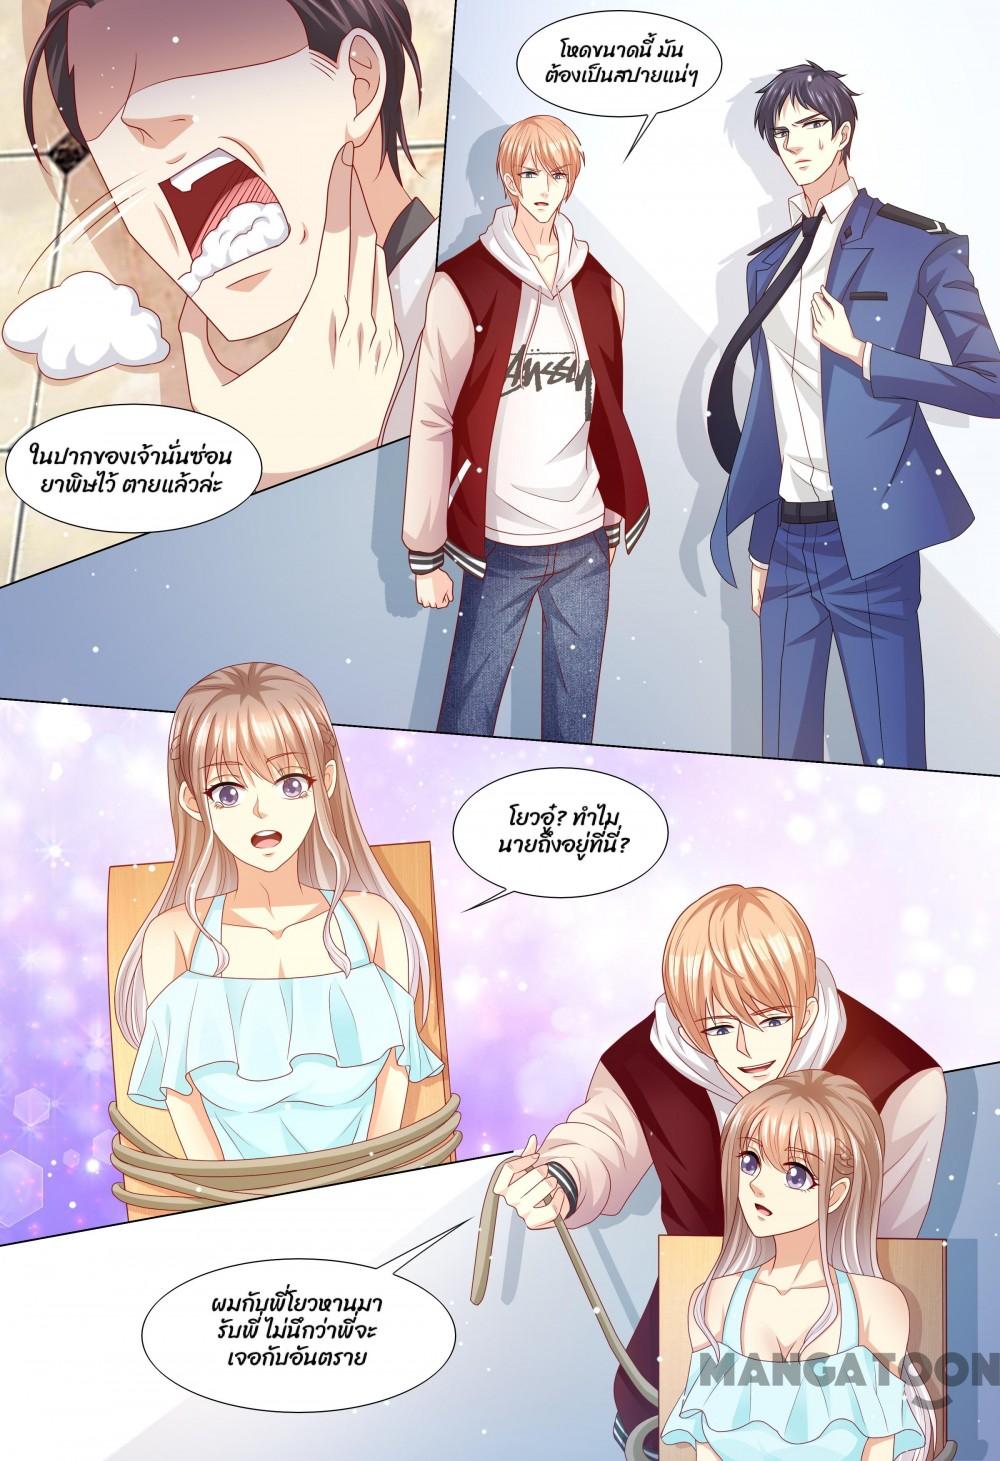 โหดขนาดนี้ มัน
ต้องเป็นสปายแน่ๆ
ÄUSSU
ในปากของเจ้านั่นซ่อน
ยาพิษไว้ ตายแล้วล่ะ
โยวอู๋? ทำไม
นายถึงอยู่ที่นี่?
ผมกับพี่โยวหานมา
รับพี่ ไม่นึกว่าพี่จะ
เจอกับอันตราย
MANGATOON